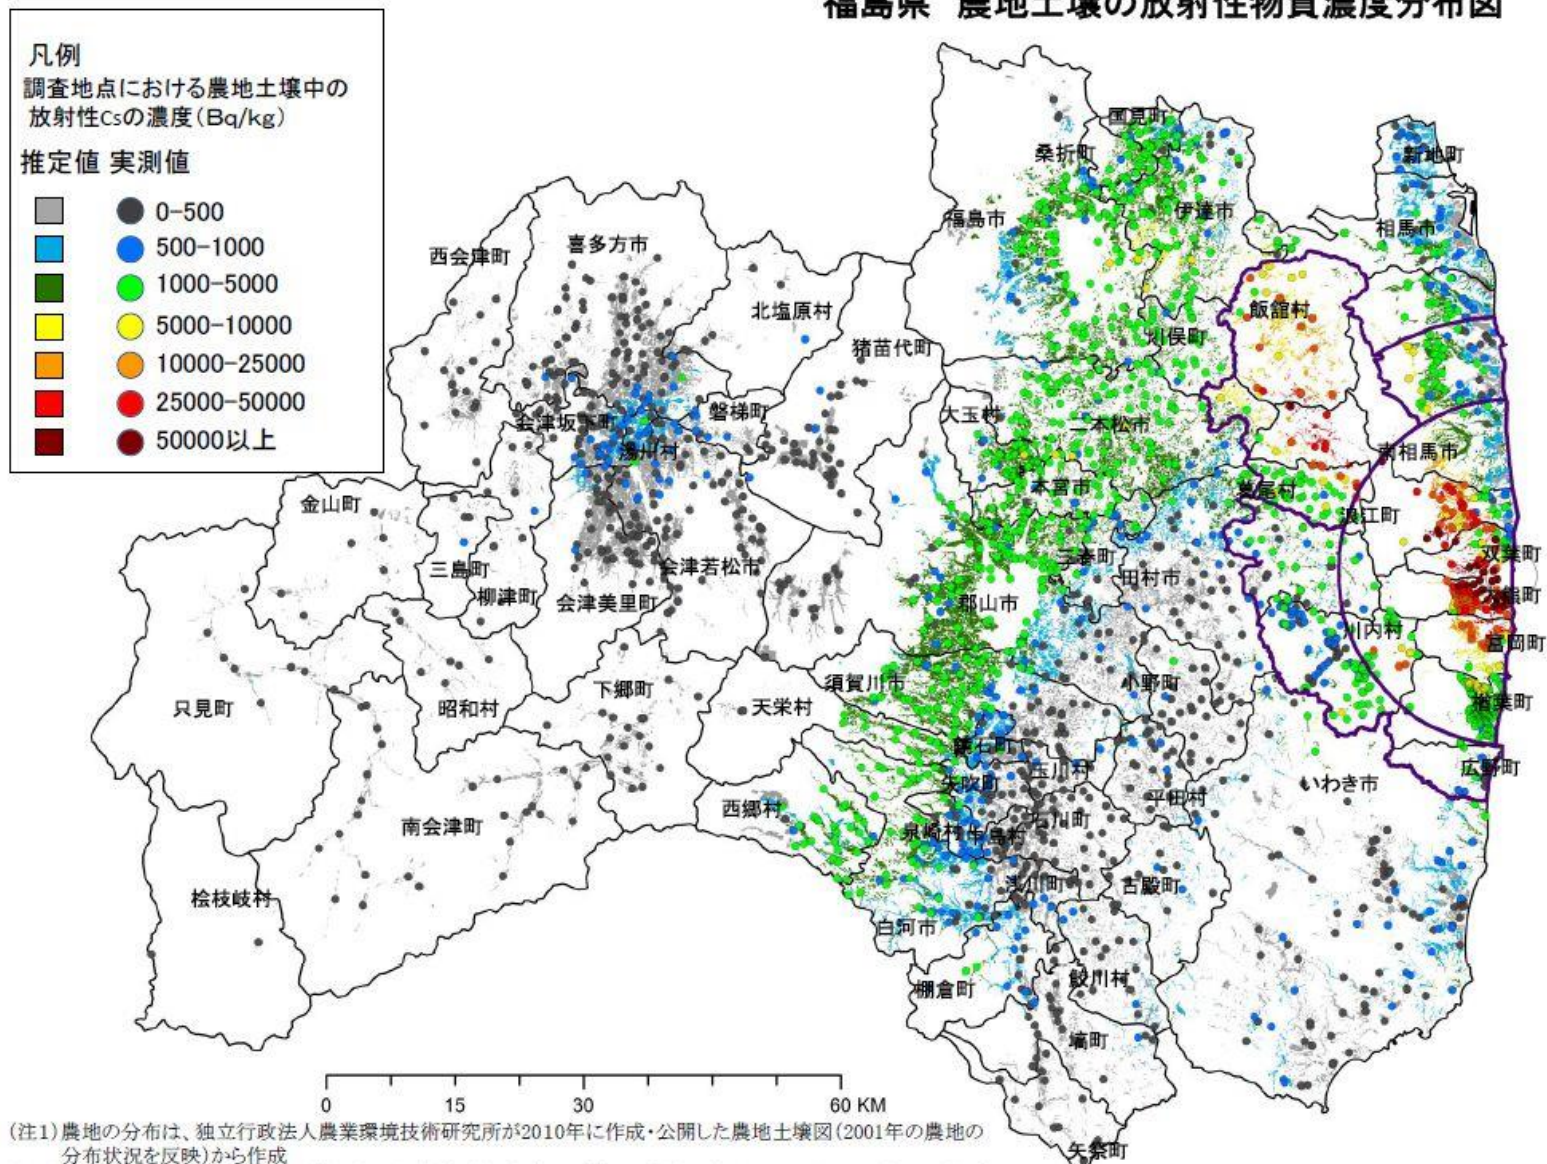 福島県 農地土壌の放射性物質濃度分布図
凡例
調査地点における農地土壌中の
放射性Csの濃度(Bq/kg)
推定値 実測値
0-500
500-1000
1000-5000
5000-10000
10000-25000
25000-50000
50000以上
国見町
桑折町
新地町
福島市
伊達市
相馬市
西会津町
喜多方市
北塩原村
飯舘村
川俣町
猪苗代町
会津坂下町
磐梯町
大玉村
二本松市
湯川村
南相馬市
本宮市
葛尾村
金山町
浪江町
三島町
会津若松市
三春町
田村市
双葉町
柳津町
会津美里町
郡山市
大熊町
川内村
富岡町
只見町
昭和村
下郷町
天栄村
須賀川市
小野町
楢葉町
鏡石町
玉川村
矢吹町
平田村
いわき市
広野町
南会津町
西郷村
泉崎村
中島村
石川町
桧枝岐村
浅川町
古殿町
白河市
棚倉町
鮫川村
塙町
0 15 30 60 KM
矢祭町
(注1)農地の分布は、独立行政法人農業環境技術研究所が2010年に作成・公開した農地土壌図(2001年の農地の
分布状況を反映)から作成